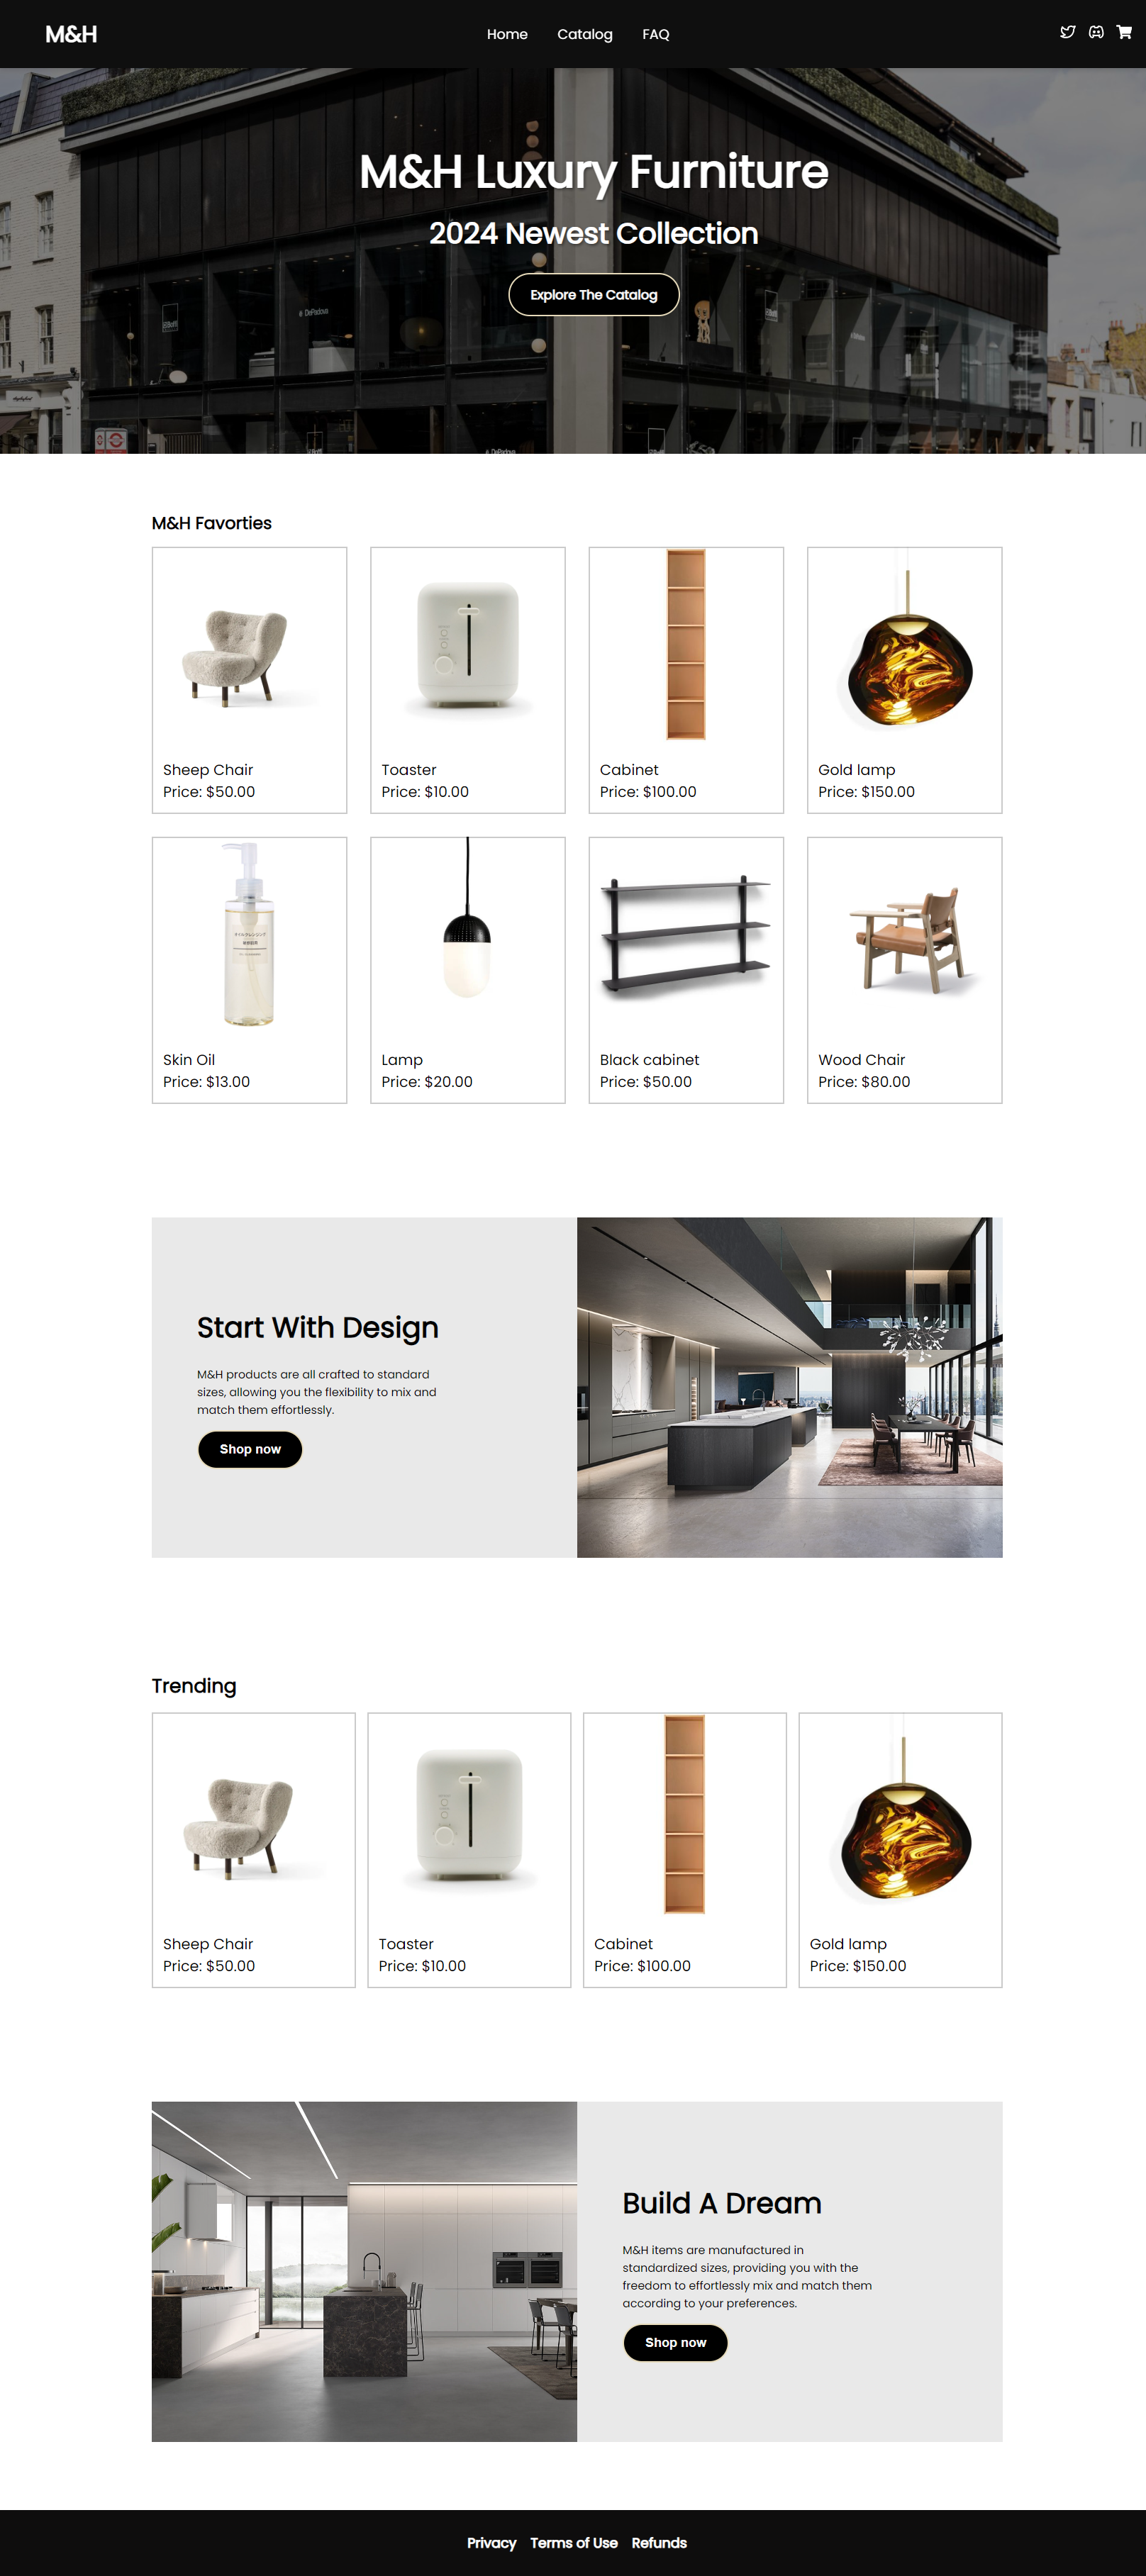 M&H
Home Catalog FAQ
M&H Luxury Furniture
2024 Newest Collection
Explore The Catalog
DePadova
Boffi
M&H Favorties
Sheep Chair
Price: $50.00
Toaster
Price: $10.00
Cabinet
Price: $100.00
Gold lamp
Price: $150.00
Skin Oil
Price: $13.00
Lamp
Price: $20.00
Black cabinet
Price: $50.00
Wood Chair
Price: $80.00
Start With Design
M&H products are all crafted to standard
sizes, allowing you the flexibility to mix and
match them effortlessly.
Shop now
Trending
Sheep Chair
Price: $50.00
Toaster
Price: $10.00
Cabinet
Price: $100.00
Gold lamp
Price: $150.00
Build A Dream
M&H items are manufactured in
standardized sizes, providing you with the
freedom to effortlessly mix and match them
according to your preferences.
Shop now
Privacy Terms of Use Refunds